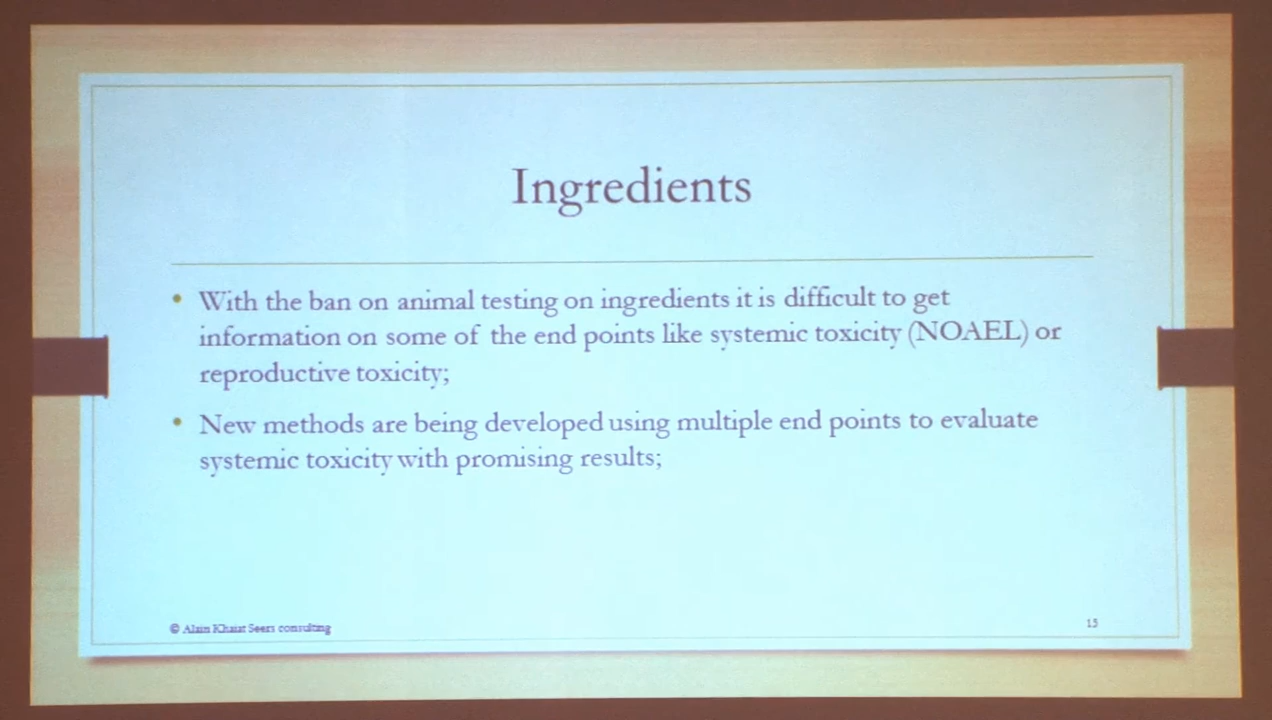 Ingredients
• With the ban on animal testing on ingredients it is difficult to get
information on some of the end points like systemic toxicity (NOAEL) or
reproductive toxicity;
• New methods are being developed using multiple end points to evaluate
systemic toxicity with promising results;
© Alain Khaiat Seers consulting
15